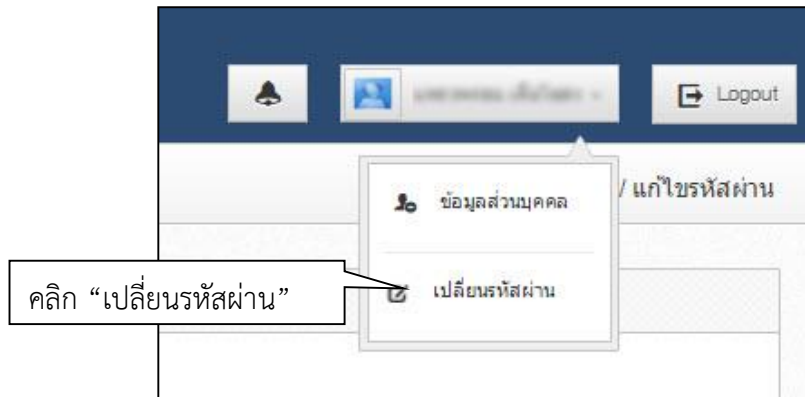 Logout
/ แก้ไขรหัสผ่าน
ข้อมูลส่วนบุคคล
เปลี่ยนรหัสผ่าน
คลิก “เปลี่ยนรหัสผ่าน”